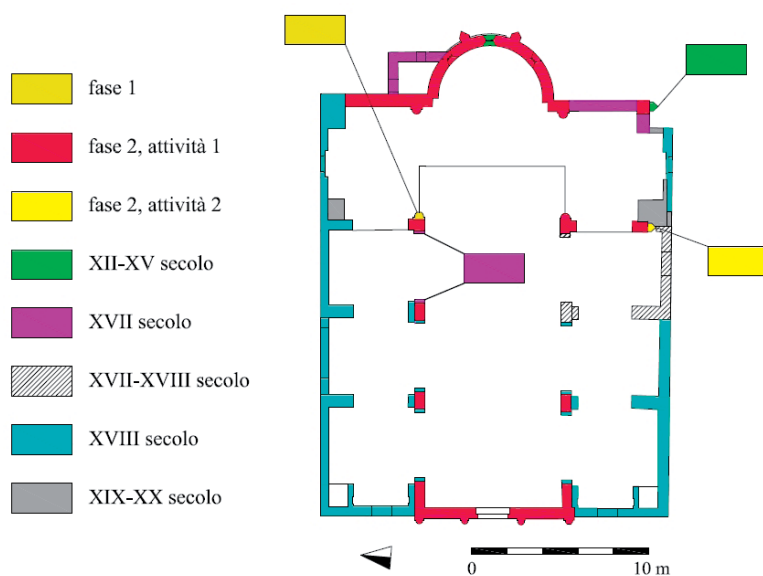 fase 1
fase 2, attività 1
fase 2, attività 2
XII-XV secolo
XVII secolo
XVII-XVIII secolo
XVIII secolo
XIX-XX secolo
0 10 m